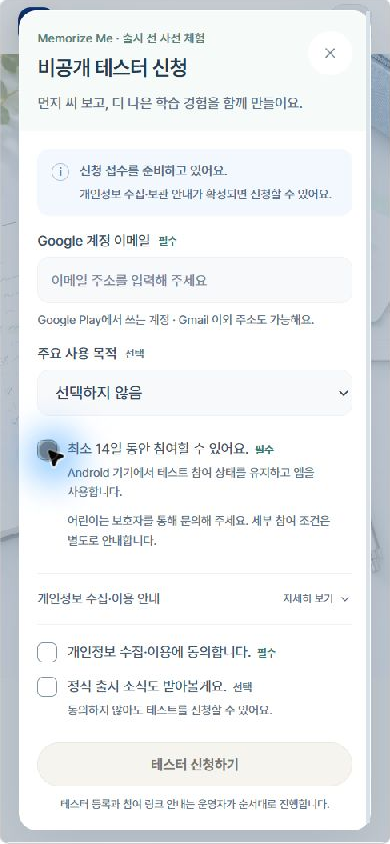 Memorize Me · 출시 전 사전 체험
비공개 테스터 신청
먼저 써 보고, 더 나은 학습 경험을 함께 만들어요.
신청 접수를 준비하고 있어요.
개인정보 수집·보관 안내가 확정되면 신청할 수 있어요.
Google 계정 이메일 필수
이메일 주소를 입력해 주세요
Google Play에서 쓰는 계정 · Gmail 이외 주소도 가능해요.
주요 사용 목적 선택
선택하지 않음
최소 14일 동안 참여할 수 있어요. 필수
Android 기기에서 테스트 참여 상태를 유지하고 앱을
사용합니다.
어린이는 보호자를 통해 문의해 주세요. 세부 참여 조건은
별도로 안내합니다.
개인정보 수집·이용 안내 자세히 보기
개인정보 수집·이용에 동의합니다. 필수
정식 출시 소식도 받아볼게요. 선택
동의하지 않아도 테스트를 신청할 수 있어요.
테스터 신청하기
테스터 등록과 참여 링크 안내는 운영자가 순서대로 진행합니다.